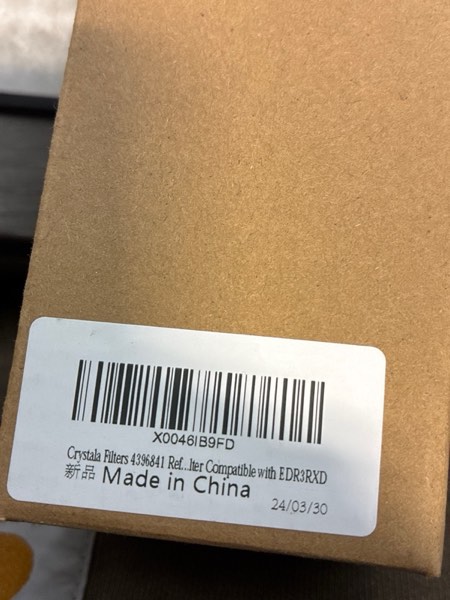 X0046IB9FD
Crystala Filters 4396841 Ref...lter Compatible with EDR3RXD
新品 Made in China
24/03/30